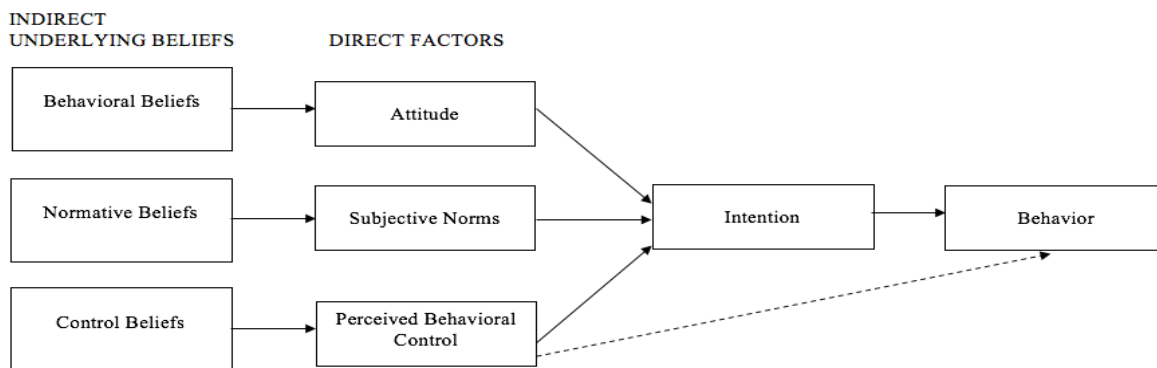 INDIRECT
UNDERLYING BELIEFS
DIRECT FACTORS
Behavioral Beliefs
Attitude
Normative Beliefs
Subjective Norms
Intention
Behavior
Control Beliefs
Perceived Behavioral
Control